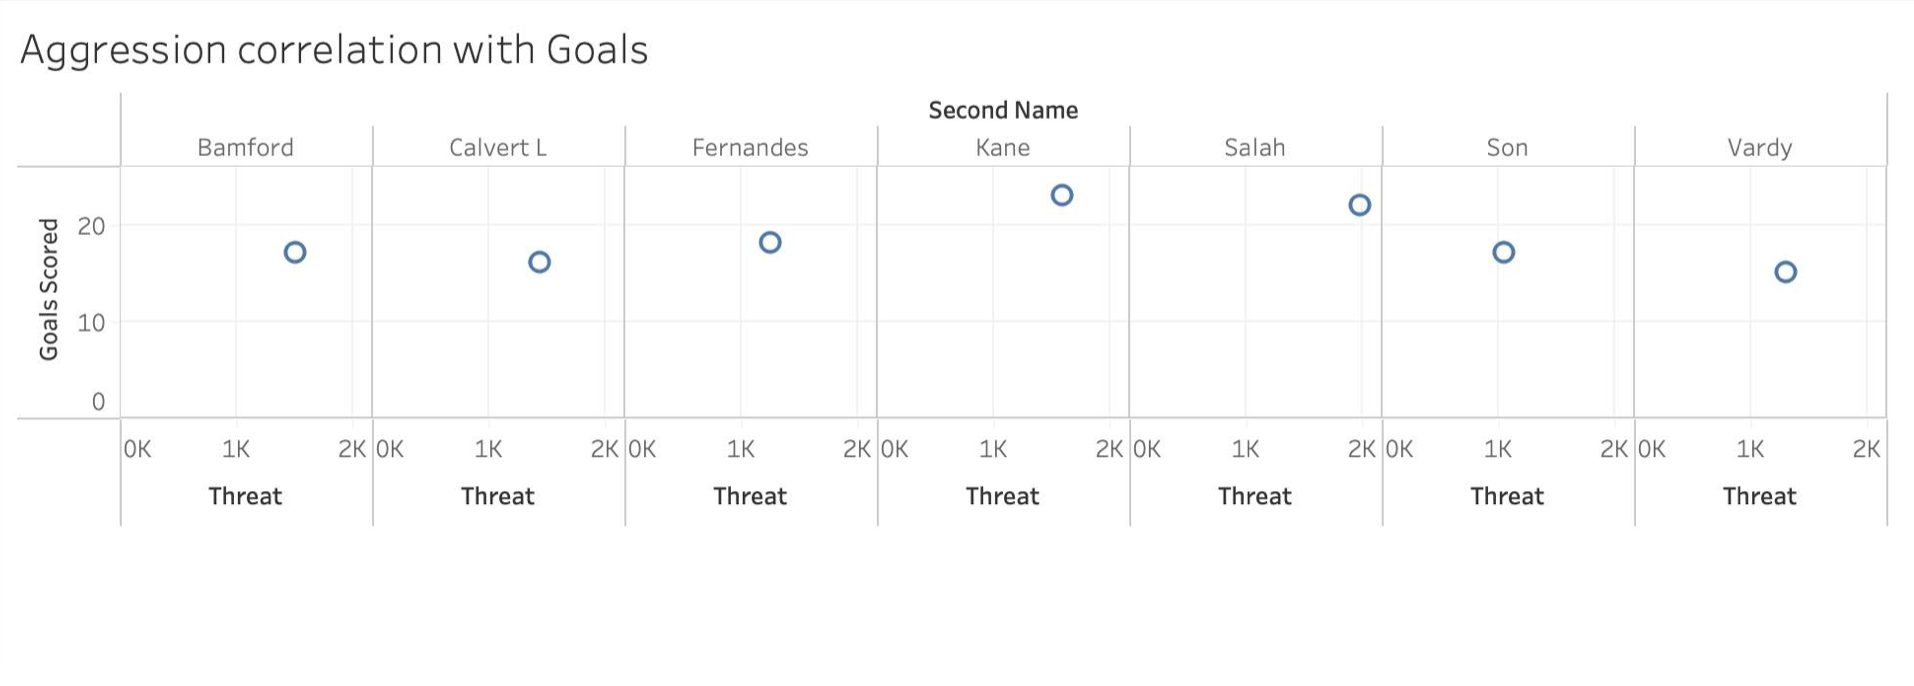 Aggression correlation with Goals
Second Name
Bamford Calvert L Fernandes Kane Salah Son Vardy
Goals Scored
20
10
0
0K 1K 2K 0K 1K 2K 0K 1K 2K 0K 1K 2K 0K 1K 2K 0K 1K 2K 0K 1K 2K
Threat Threat Threat Threat Threat Threat Threat